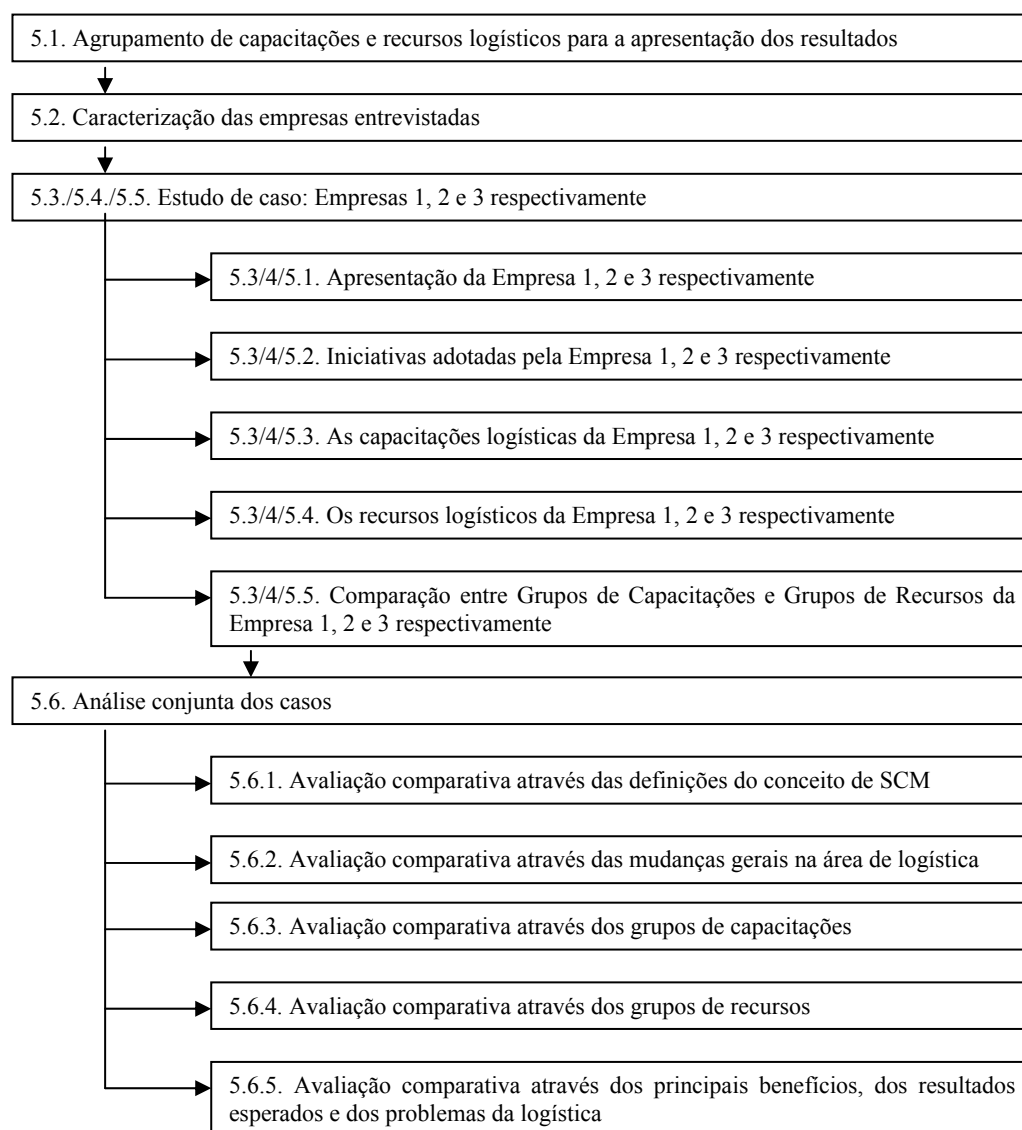 5.1. Agrupamento de capacitações e recursos logísticos para a apresentação dos resultados
5.2. Caracterização das empresas entrevistadas
5.3./5.4./5.5. Estudo de caso: Empresas 1, 2 e 3 respectivamente
5.3/4/5.1. Apresentação da Empresa 1, 2 e 3 respectivamente
5.3/4/5.2. Iniciativas adotadas pela Empresa 1, 2 e 3 respectivamente
5.3/4/5.3. As capacitações logísticas da Empresa 1, 2 e 3 respectivamente
5.3/4/5.4. Os recursos logísticos da Empresa 1, 2 e 3 respectivamente
5.3/4/5.5. Comparação entre Grupos de Capacitações e Grupos de Recursos da
Empresa 1, 2 e 3 respectivamente
5.6. Análise conjunta dos casos
5.6.1. Avaliação comparativa através das definições do conceito de SCM
5.6.2. Avaliação comparativa através das mudanças gerais na área de logística
5.6.3. Avaliação comparativa através dos grupos de capacitações
5.6.4. Avaliação comparativa através dos grupos de recursos
5.6.5. Avaliação comparativa através dos principais benefícios, dos resultados
esperados e dos problemas da logística